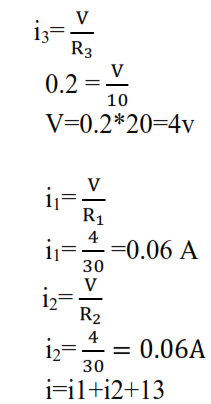 i₃= V/R₃
0.2 = V/10
V=0.2*20=4v
i₁= V/R₁
i₁= 4/30 =0.06 A
i₂= V/R₂
i₂= 4/30 = 0.06A
i=i1+i2+13